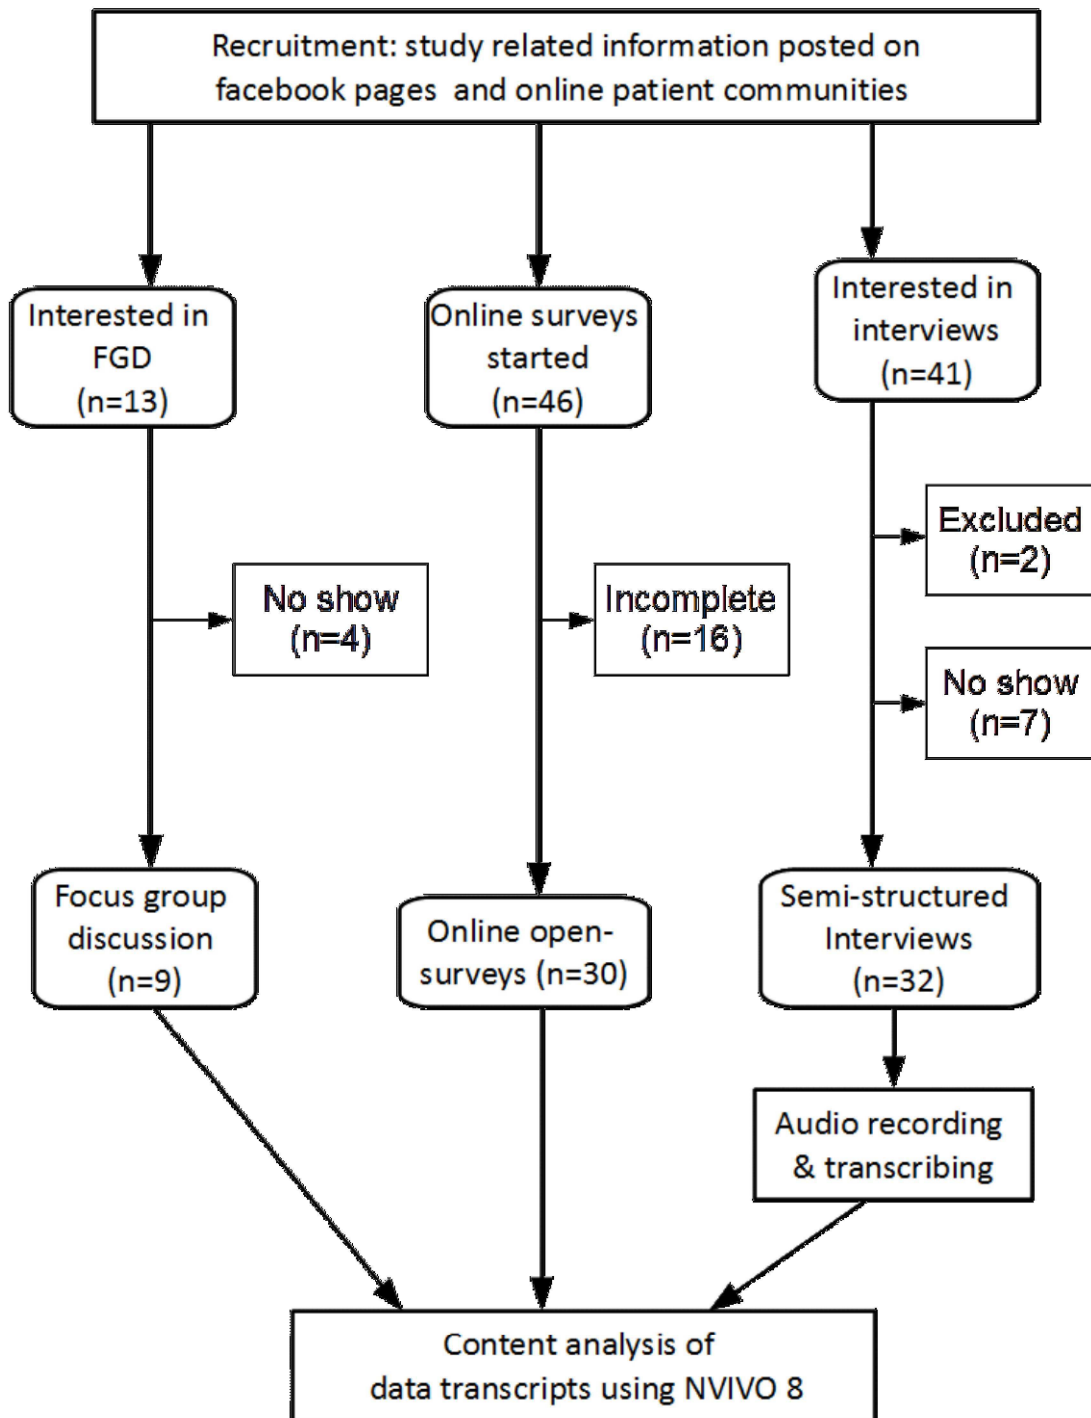 Recruitment: study related information posted on
facebook pages and online patient communities
Interested in
FGD
(n=13)
Online surveys
started
(n=46)
Interested in
interviews
(n=41)
Excluded
(n=2)
No show
(n=4)
Incomplete
(n=16)
No show
(n=7)
Focus group
discussion
(n=9)
Online open-
surveys (n=30)
Semi-structured
Interviews
(n=32)
Audio recording
& transcribing
Content analysis of
data transcripts using NVIVO 8